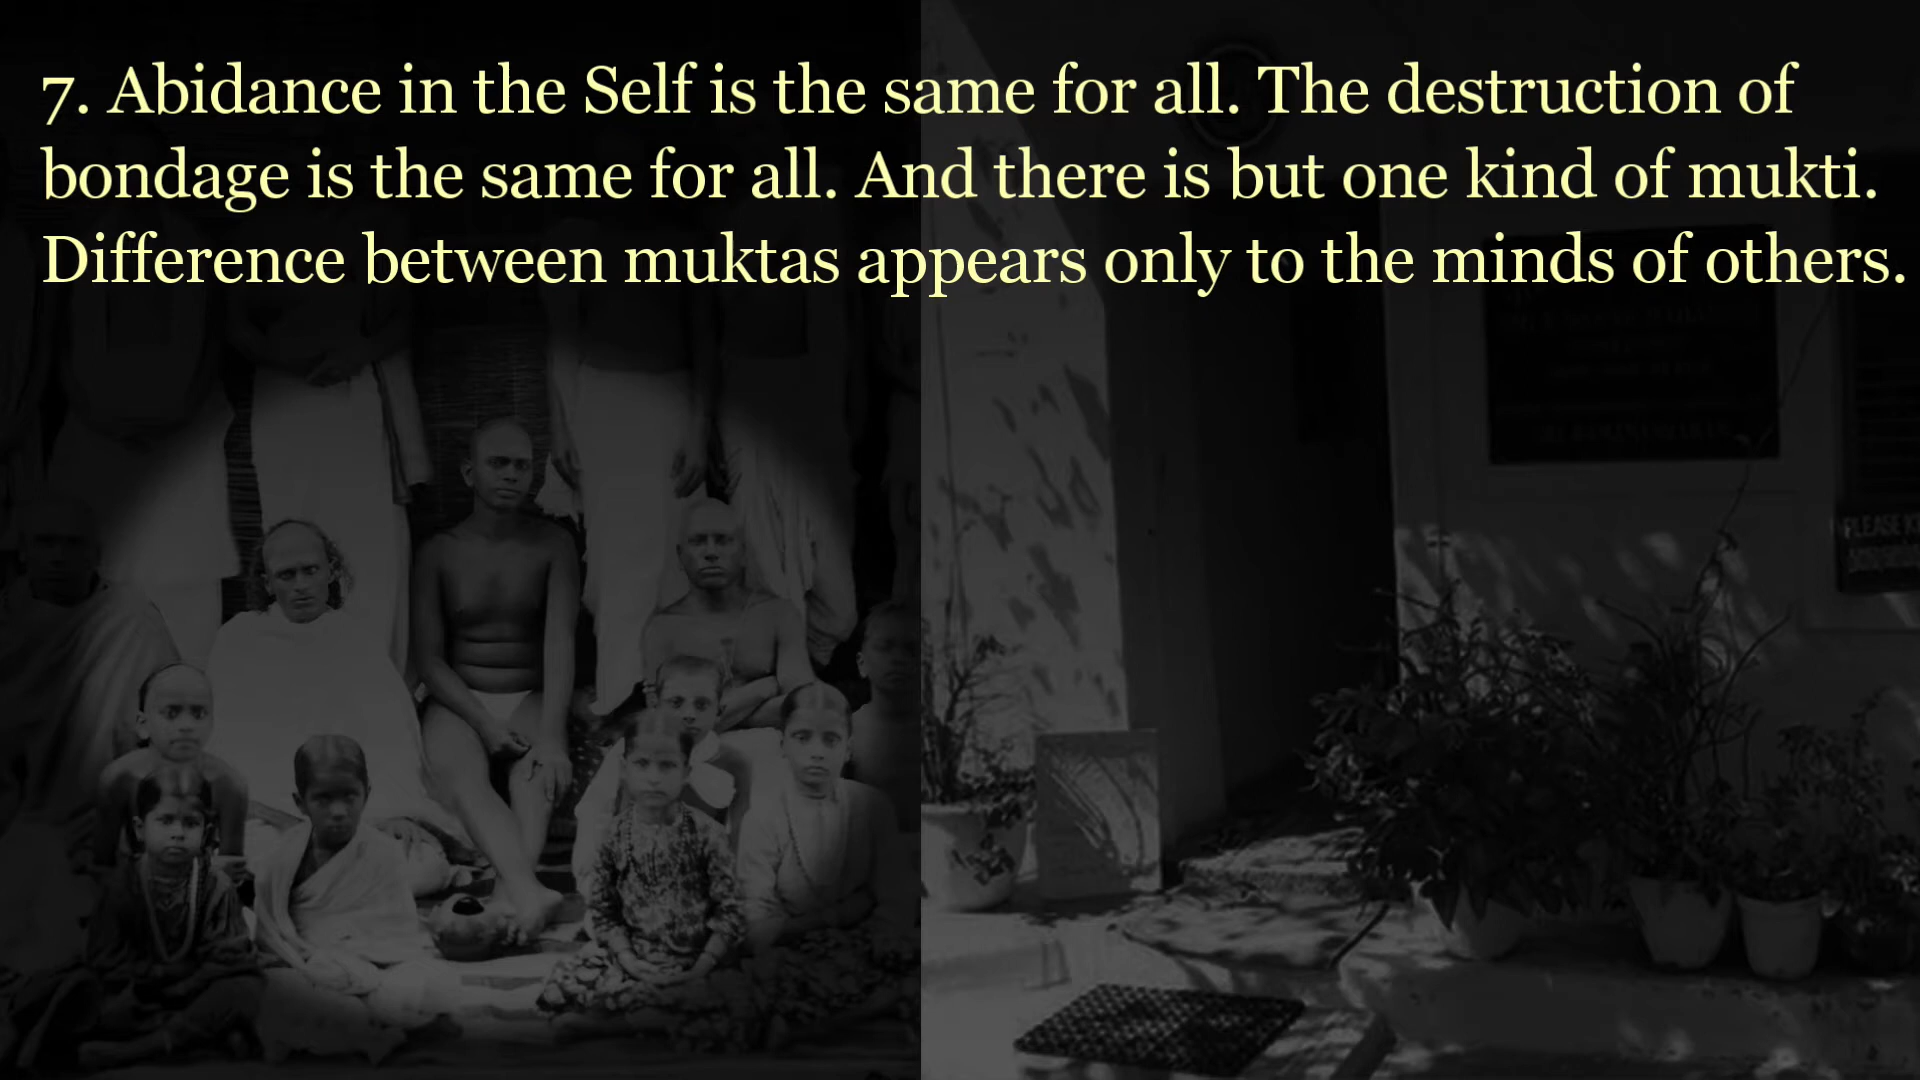 7. Abidance in the Self is the same for all. The destruction of
bondage is the same for all. And there is but one kind of mukti.
Difference between muktas appears only to the minds of others.
PLEASE